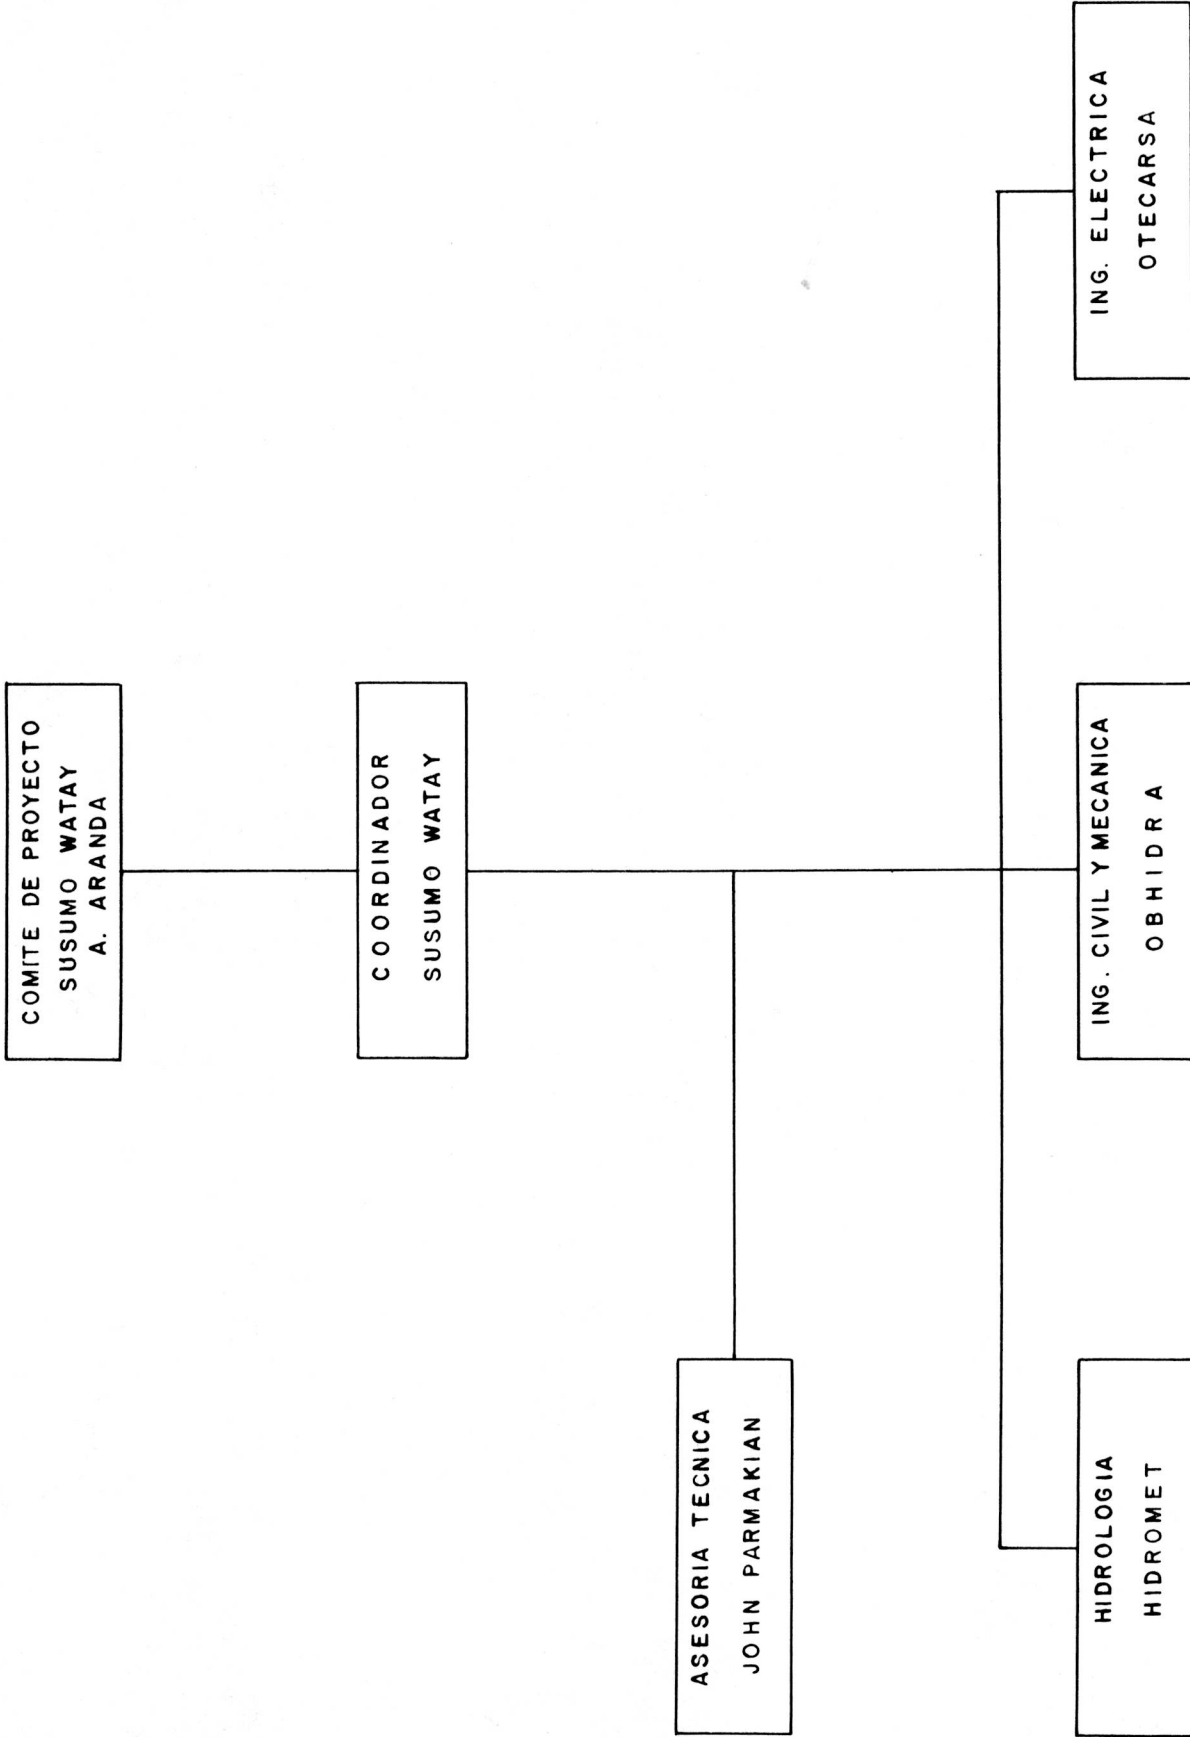 COMITE DE PROYECTO
SUSUMO WATAY
A. ARANDA
COORDINADOR
SUSUMO WATAY
ASESORIA TECNICA
JOHN PARMAKIAN
HIDROLOGIA
HIDROMET
ING. CIVIL Y MECANICA
OBHIDRA
ING. ELECTRICA
OTECARSA